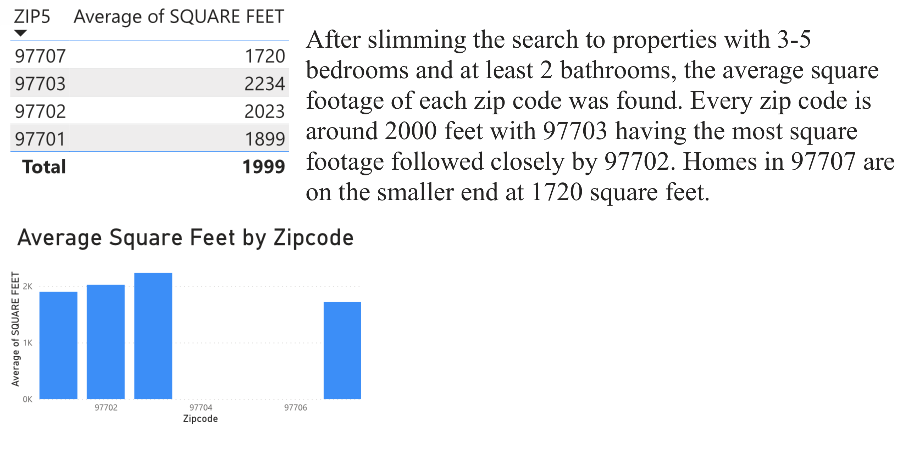 ZIP5 Average of SQUARE FEET
97707 1720
97703 2234
97702 2023
97701 1899
Total 1999
After slimming the search to properties with 3-5
bedrooms and at least 2 bathrooms, the average square
footage of each zip code was found. Every zip code is
around 2000 feet with 97703 having the most square
footage followed closely by 97702. Homes in 97707 are
on the smaller end at 1720 square feet.
Average Square Feet by Zipcode
Average of SQUARE FEET
2K
1K
0K
97702 97704 97706
Zipcode